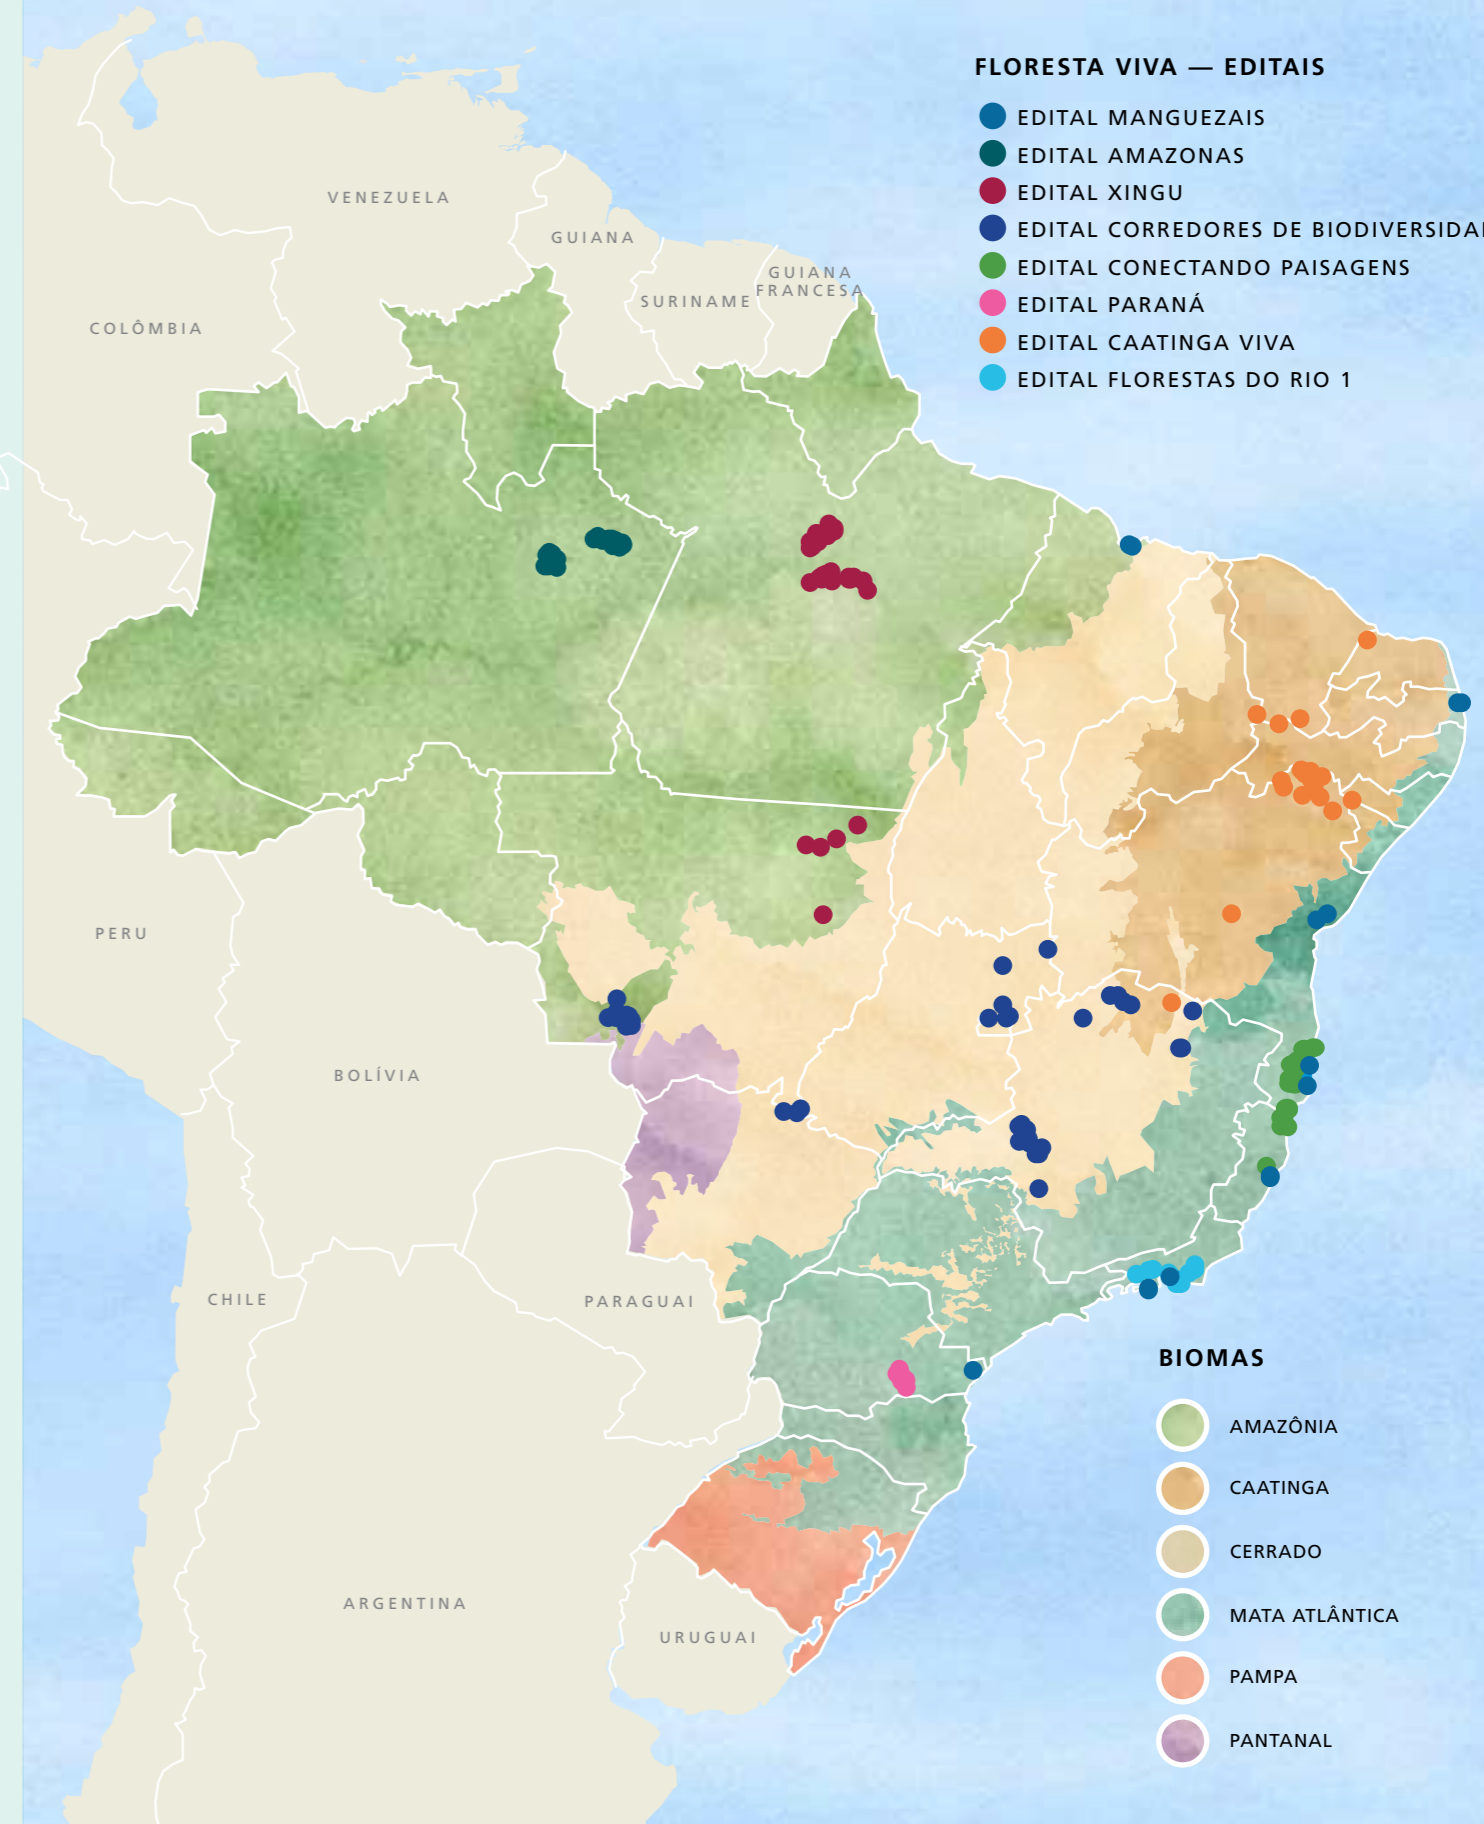 FLORESTA VIVA — EDITAIS
EDITAL MANGUEZAIS
EDITAL AMAZONAS
EDITAL XINGU
EDITAL CORREDORES DE BIODIVERSIDA
EDITAL CONECTANDO PAISAGENS
EDITAL PARANÁ
EDITAL CAATINGA VIVA
EDITAL FLORESTAS DO RIO 1
VENEZUELA
GUIANA
GUIANA
FRANCESA
SURINAME
COLÔMBIA
PERU
BOLÍVIA
CHILE
PARAGUAI
ARGENTINA
URUGUAI
BIOMAS
AMAZÔNIA
CAATINGA
CERRADO
MATA ATLÂNTICA
PAMPA
PANTANAL